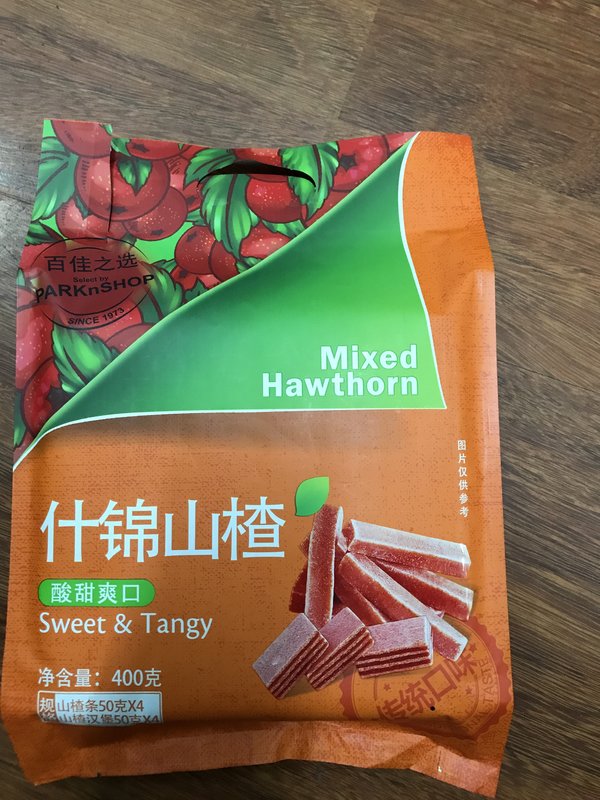 百佳之选
Select by
PARKnSHOP
SINCE 1973
Mixed
Hawthorn
图片仅供参考
什锦山楂
酸甜爽口
Sweet & Tangy
净含量：400克
规
山楂条50克X4
山楂汉堡50克X4
传统口味
TASTE